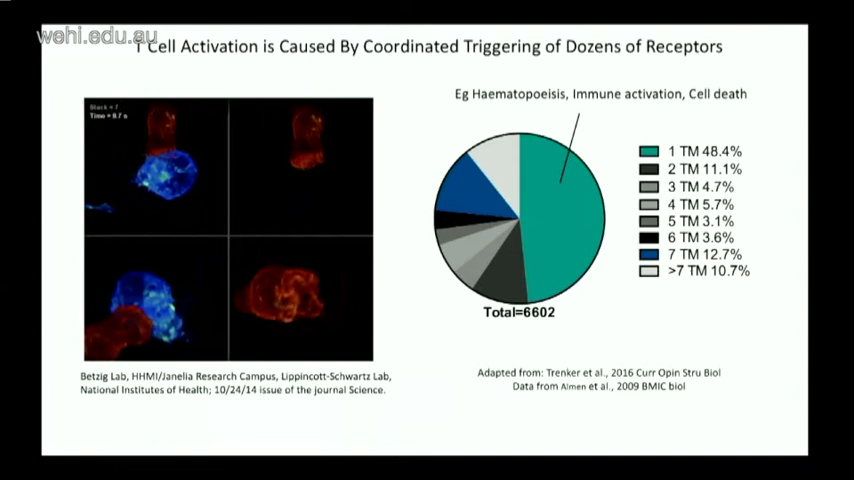 wehi.edu.au
T Cell Activation is Caused By Coordinated Triggering of Dozens of Receptors
Stack = 7
Time = 9.7 s
Eg Haematopoeisis, Immune activation, Cell death
1 TM 48.4%
2 TM 11.1%
3 TM 4.7%
4 TM 5.7%
5 TM 3.1%
6 TM 3.6%
7 TM 12.7%
>7 TM 10.7%
Total=6602
Betzig Lab, HHMI/Janelia Research Campus, Lippincott-Schwartz Lab,
National Institutes of Health; 10/24/14 issue of the journal Science.
Adapted from: Trenker et al., 2016 Curr Opin Stru Biol
Data from Almen et al., 2009 BMIC biol